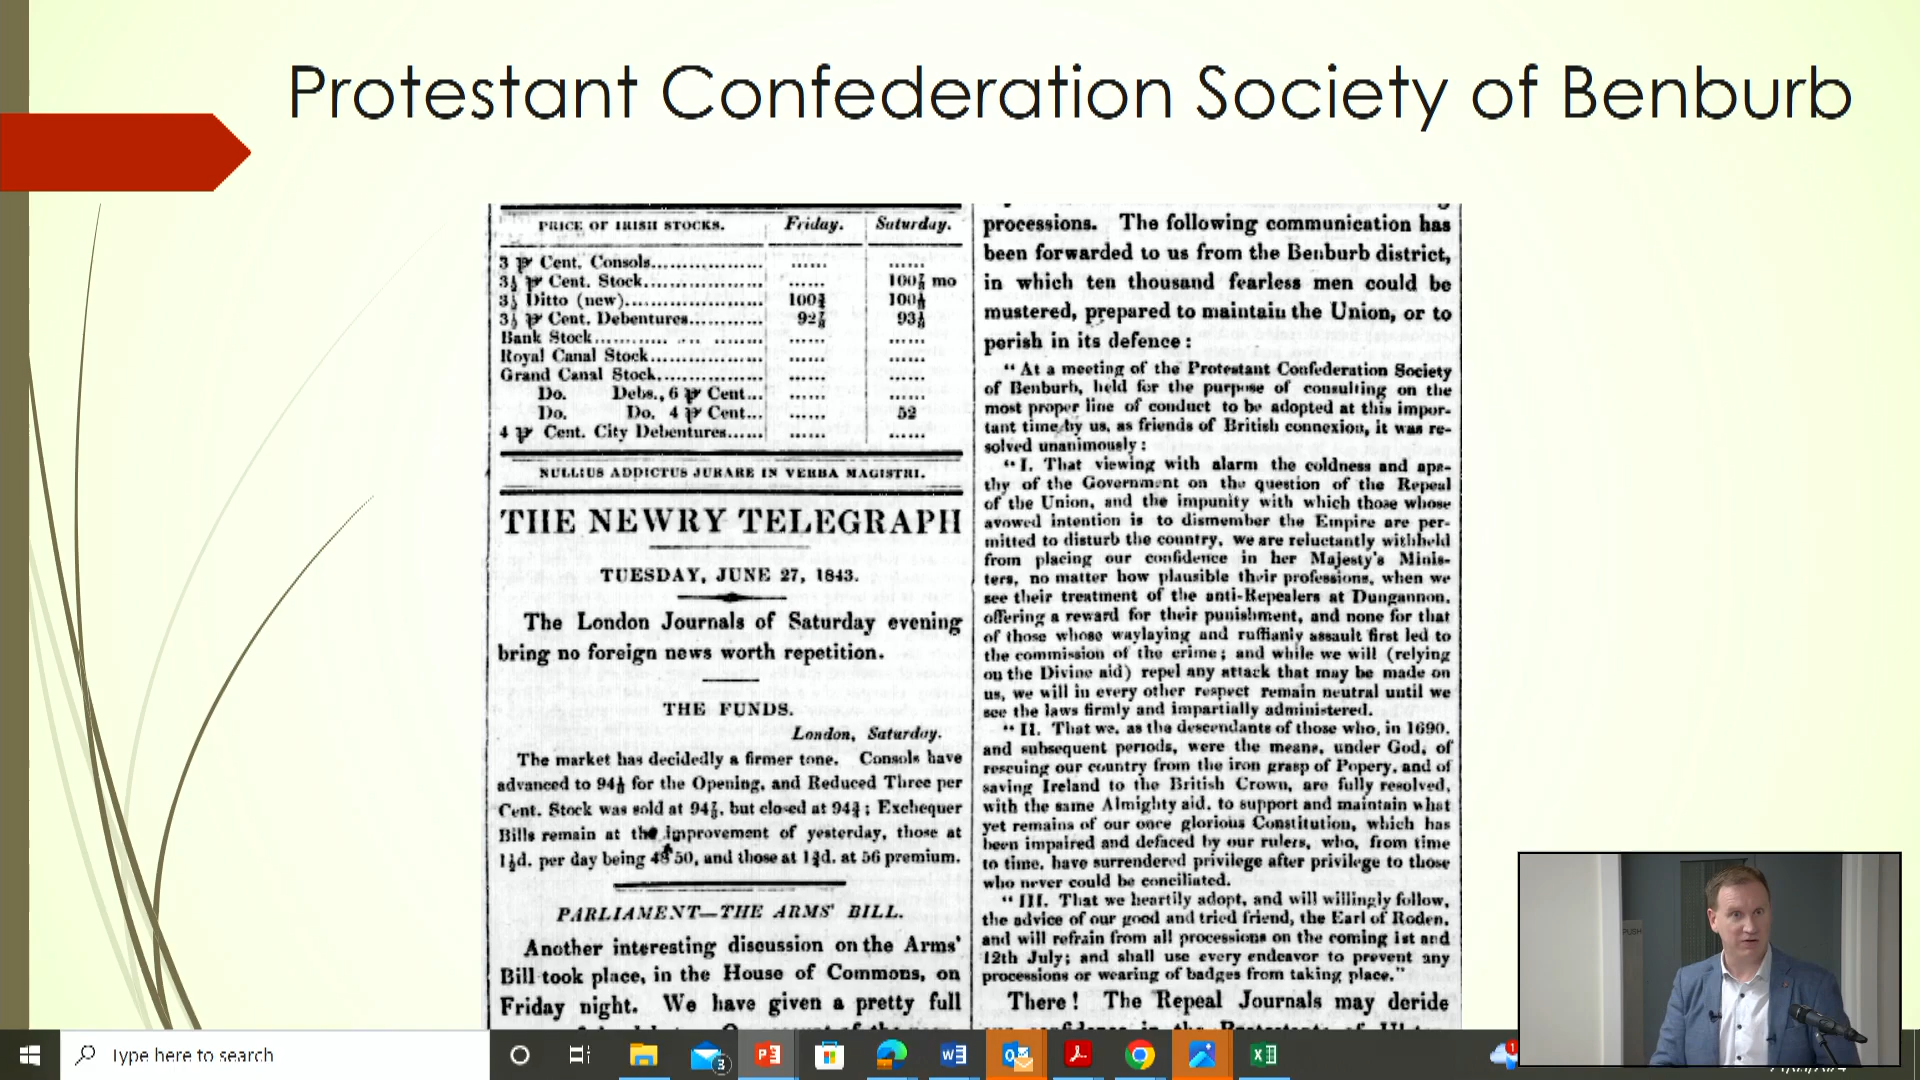 Protestant Confederation Society of Benburb
PRICE OF IRISH STOCKS. Friday. Saturday.
3 ⅌ Cent. Consols.................. ...... ......
3½ ⅌ Cent. Stock................... ...... 100⅞ mo
3½ Ditto (new)..................... 100¾ 100½
3½ ⅌ Cent. Debentures............ 92⅞ 93½
Bank Stock........................ ...... ......
Royal Canal Stock.................. ...... ......
Grand Canal Stock.................. ...... ......
Do. Debs., 6 ⅌ Cent... ...... ......
Do. Do. 4 ⅌ Cent... ...... 52
4 ⅌ Cent. City Debentures...... ...... ......
NULLIUS ADDICTUS JURARE IN VERBA MAGISTRI.
THE NEWRY TELEGRAPH
TUESDAY, JUNE 27, 1843.
The London Journals of Saturday evening
bring no foreign news worth repetition.
THE FUNDS.
London, Saturday.
The market has decidedly a firmer tone. Consols have
advanced to 94½ for the Opening, and Reduced Three per
Cent. Stock was sold at 94⅞, but closed at 94¾; Exchequer
Bills remain at the improvement of yesterday, those at
1½d. per day being 48 50, and those at 1¾d. at 56 premium.
PARLIAMENT—THE ARMS' BILL.
Another interesting discussion on the Arms'
Bill took place, in the House of Commons, on
Friday night. We have given a pretty full
processions. The following communication has
been forwarded to us from the Benburb district,
in which ten thousand fearless men could be
mustered, prepared to maintain the Union, or to
perish in its defence:
"At a meeting of the Protestant Confederation Society
of Benburb, held for the purpose of consulting on the
most proper line of conduct to be adopted at this impor-
tant time by us, as friends of British connexion, it was re-
solved unanimously:
"I. That viewing with alarm the coldness and apa-
thy of the Government on the question of the Repeal
of the Union, and the impunity with which those whose
avowed intention is to dismember the Empire are per-
mitted to disturb the country, we are reluctantly withheld
from placing our confidence in her Majesty's Minis-
ters, no matter how plausible their professions, when we
see their treatment of the anti-Repealers at Dungannon,
offering a reward for their punishment, and none for that
of those whose waylaying and ruffianly assault first led to
the commission of the crime; and while we will (relying
on the Divine aid) repel any attack that may be made on
us, we will in every other respect remain neutral until we
see the laws firmly and impartially administered.
"II. That we, as the descendants of those who, in 1690,
and subsequent periods, were the means, under God, of
rescuing our country from the iron grasp of Popery, and of
saving Ireland to the British Crown, are fully resolved,
with the same Almighty aid, to support and maintain what
yet remains of our once glorious Constitution, which has
been impaired and defaced by our rulers, who, from time
to time, have surrendered privilege after privilege to those
who never could be conciliated.
"III. That we heartily adopt, and will willingly follow,
the advice of our good and tried friend, the Earl of Roden,
and will refrain from all processions on the coming 1st and
12th July; and shall use every endeavor to prevent any
processions or wearing of badges from taking place."
There! The Repeal Journals may deride
PUSH
Type here to search
3
1